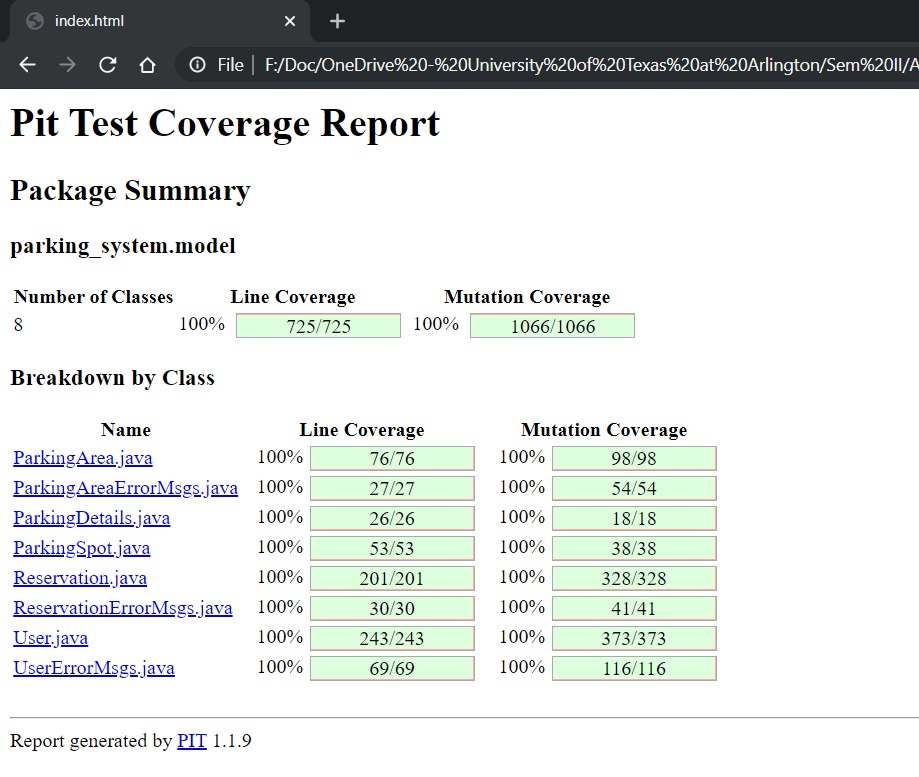 index.html
File | F:/Doc/OneDrive%20-%20University%20of%20Texas%20at%20Arlington/Sem%20II/A
Pit Test Coverage Report
Package Summary
parking_system.model
Number of Classes Line Coverage Mutation Coverage
8 100% 725/725 100% 1066/1066
Breakdown by Class
Name Line Coverage Mutation Coverage
ParkingArea.java 100% 76/76 100% 98/98
ParkingAreaErrorMsgs.java 100% 27/27 100% 54/54
ParkingDetails.java 100% 26/26 100% 18/18
ParkingSpot.java 100% 53/53 100% 38/38
Reservation.java 100% 201/201 100% 328/328
ReservationErrorMsgs.java 100% 30/30 100% 41/41
User.java 100% 243/243 100% 373/373
UserErrorMsgs.java 100% 69/69 100% 116/116
Report generated by PIT 1.1.9